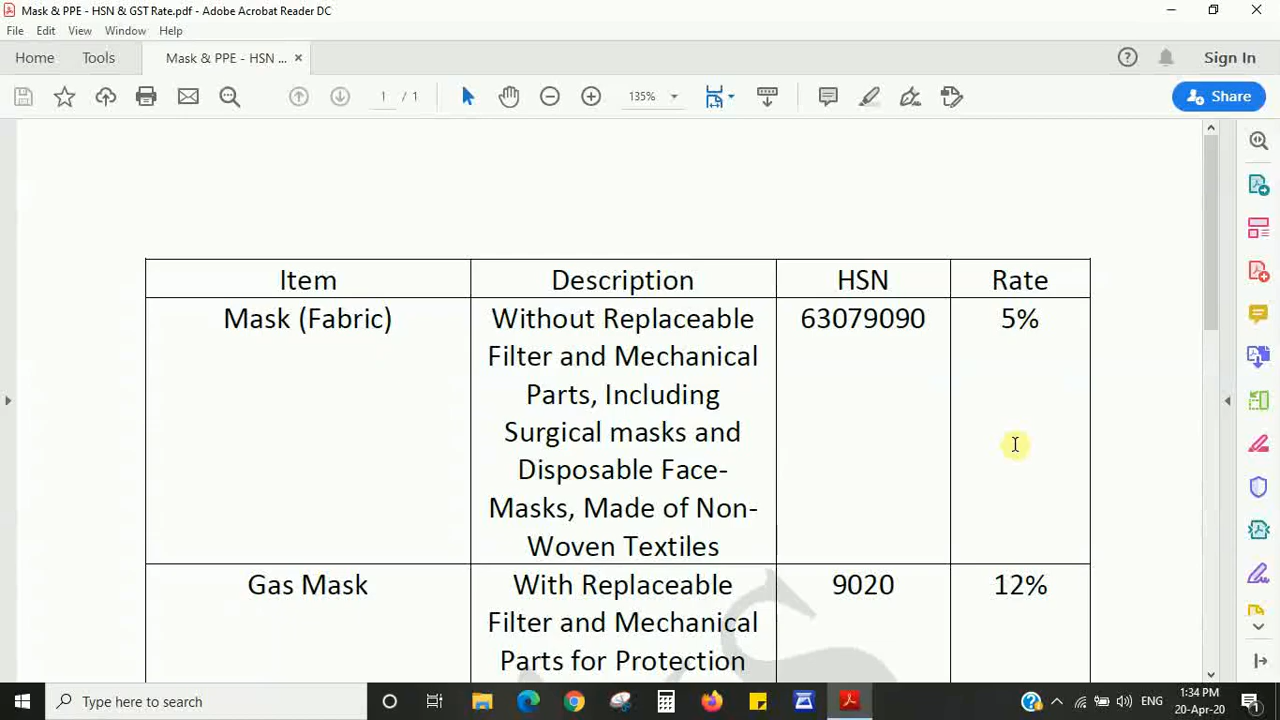 Mask & PPE - HSN & GST Rate.pdf - Adobe Acrobat Reader DC
File Edit View Window Help
Home Tools Mask & PPE - HSN ... × Sign In
1 / 1 135% Share
Item Description HSN Rate
Mask (Fabric) Without Replaceable 63079090 5%
Filter and Mechanical
Parts, Including
Surgical masks and
Disposable Face-
Masks, Made of Non-
Woven Textiles
Gas Mask With Replaceable 9020 12%
Filter and Mechanical
Parts for Protection
Type here to search ENG 1:34 PM
20-Apr-20 1